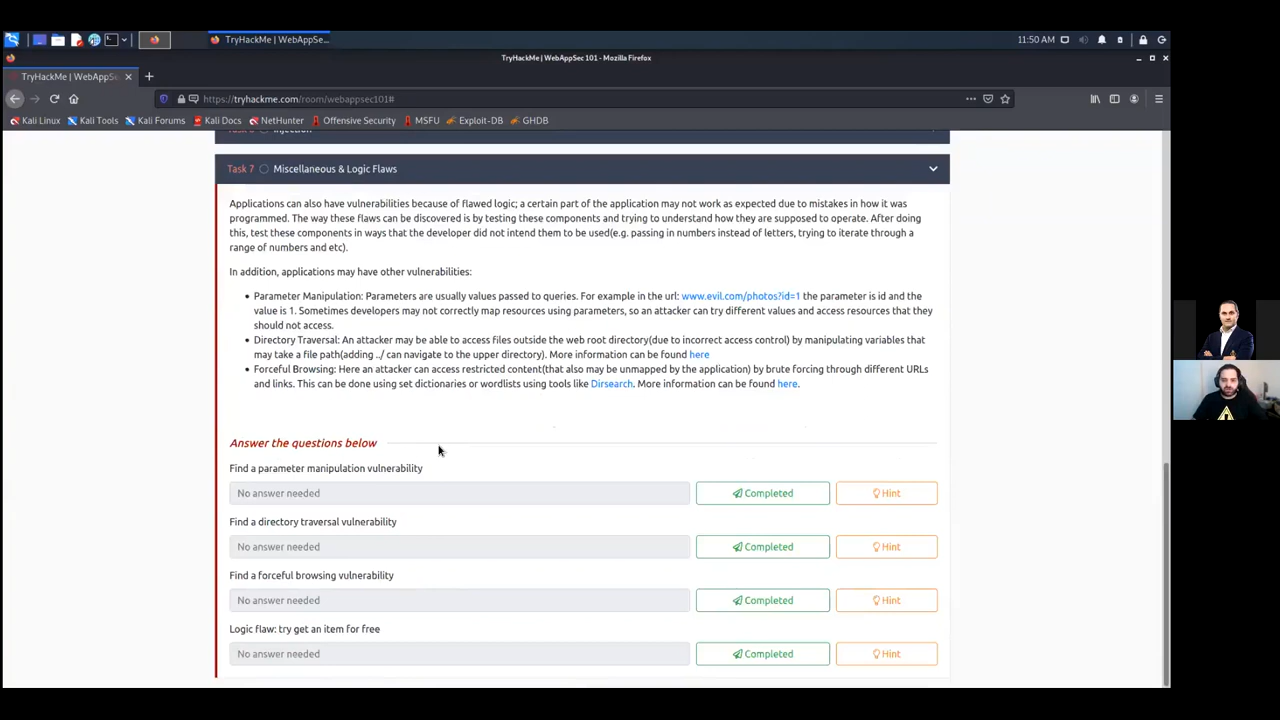 TryHackMe | WebAppSe...
11:50 AM
TryHackMe | WebAppSec 101 - Mozilla Firefox
TryHackMe | WebAppSe
https://tryhackme.com/room/webappsec101#
Kali Linux
Kali Tools
Kali Forums
Kali Docs
NetHunter
Offensive Security
MSFU
Exploit-DB
GHDB
Injection
Task 7
Miscellaneous & Logic Flaws
Applications can also have vulnerabilities because of flawed logic; a certain part of the application may not work as expected due to mistakes in how it was
programmed. The way these flaws can be discovered is by testing these components and trying to understand how they are supposed to operate. After doing
this, test these components in ways that the developer did not intend them to be used(e.g. passing in numbers instead of letters, trying to iterate through a
range of numbers and etc).
In addition, applications may have other vulnerabilities:
• Parameter Manipulation: Parameters are usually values passed to queries. For example in the url: www.evil.com/photos?id=1 the parameter is id and the
value is 1. Sometimes developers may not correctly map resources using parameters, so an attacker can try different values and access resources that they
should not access.
• Directory Traversal: An attacker may be able to access files outside the web root directory(due to incorrect access control) by manipulating variables that
may take a file path(adding ../ can navigate to the upper directory). More information can be found here
• Forceful Browsing: Here an attacker can access restricted content(that also may be unmapped by the application) by brute forcing through different URLs
and links. This can be done using set dictionaries or wordlists using tools like Dirsearch. More information can be found here.
Answer the questions below
Find a parameter manipulation vulnerability
No answer needed
Completed
Hint
Find a directory traversal vulnerability
No answer needed
Completed
Hint
Find a forceful browsing vulnerability
No answer needed
Completed
Hint
Logic flaw: try get an item for free
No answer needed
Completed
Hint